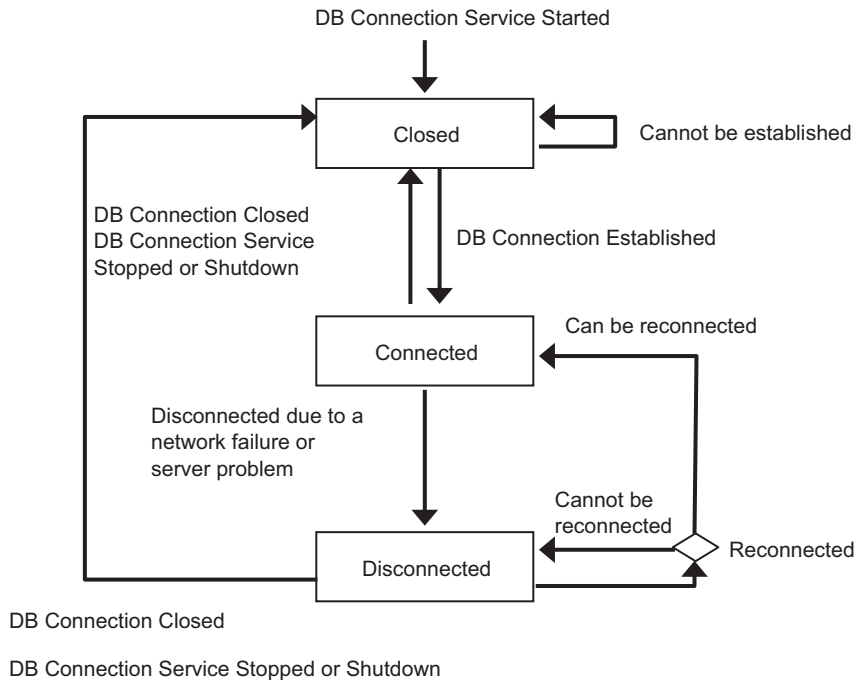 DB Connection Service Started
Closed
Cannot be established
DB Connection Closed
DB Connection Service
Stopped or Shutdown
DB Connection Established
Can be reconnected
Connected
Disconnected due to a
network failure or
server problem
Cannot be
reconnected
Reconnected
Disconnected
DB Connection Closed
DB Connection Service Stopped or Shutdown